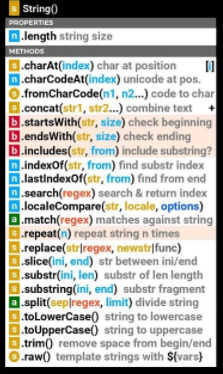 s String()
PROPERTIES
n .length string size
METHODS
s .charAt(index) char at position [i]
n .charCodeAt(index) unicode at pos.
s .fromCharCode(n1, n2...) code to char
s .concat(str1, str2...) combine text +
b .startsWith(str, size) check beginning
b .endsWith(str, size) check ending
b .includes(str, from) include substring?
n .indexOf(str, from) find substr index
n .lastIndexOf(str, from) find from end
n .search(regex) search & return index
n .localeCompare(str, locale, options)
a .match(regex) matches against string
s .repeat(n) repeat string n times
s .replace(str|regex, newstr|func)
s .slice(ini, end) str between ini/end
s .substr(ini, len) substr of len length
s .substring(ini, end) substr fragment
a .split(sep|regex, limit) divide string
s .toLowerCase() string to lowercase
s .toUpperCase() string to uppercase
s .trim() remove space from begin/end
s .raw() template strings with ${vars}